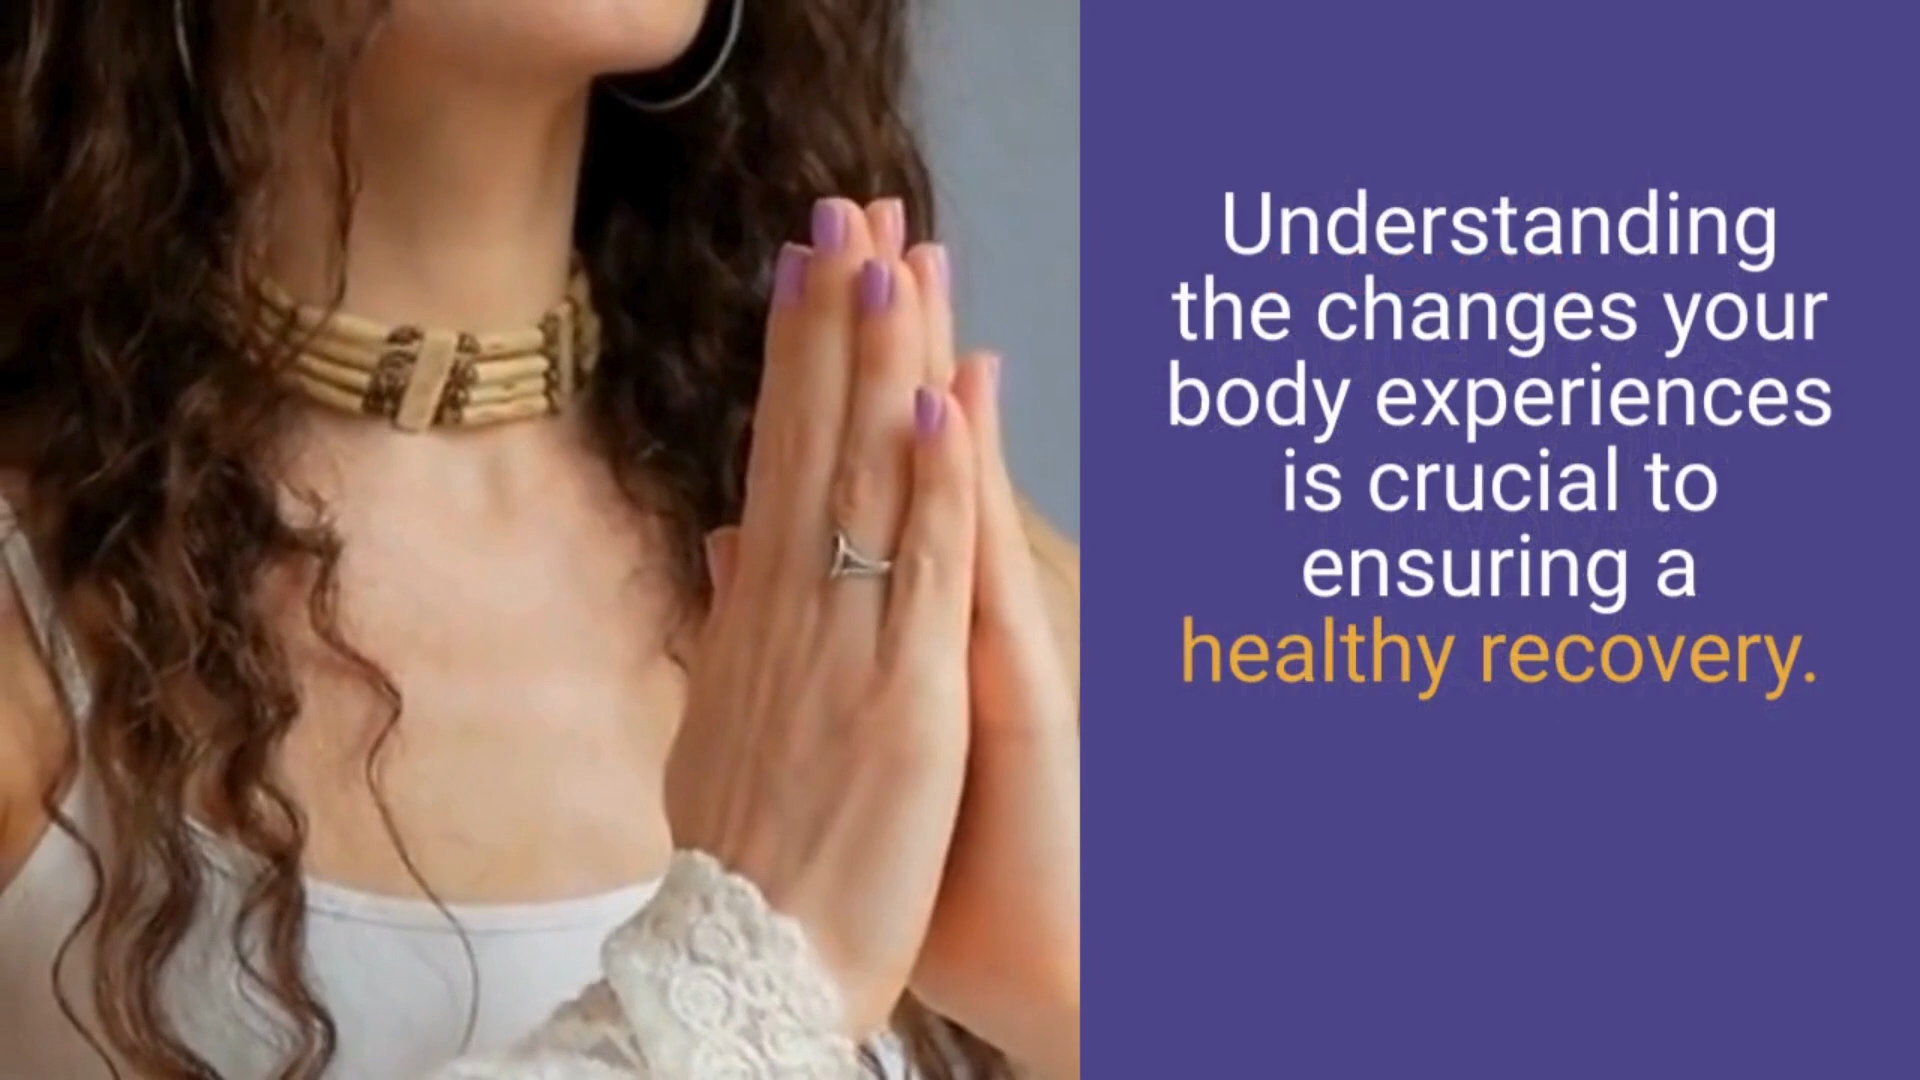 Understanding
the changes your
body experiences
is crucial to
ensuring a
healthy recovery.